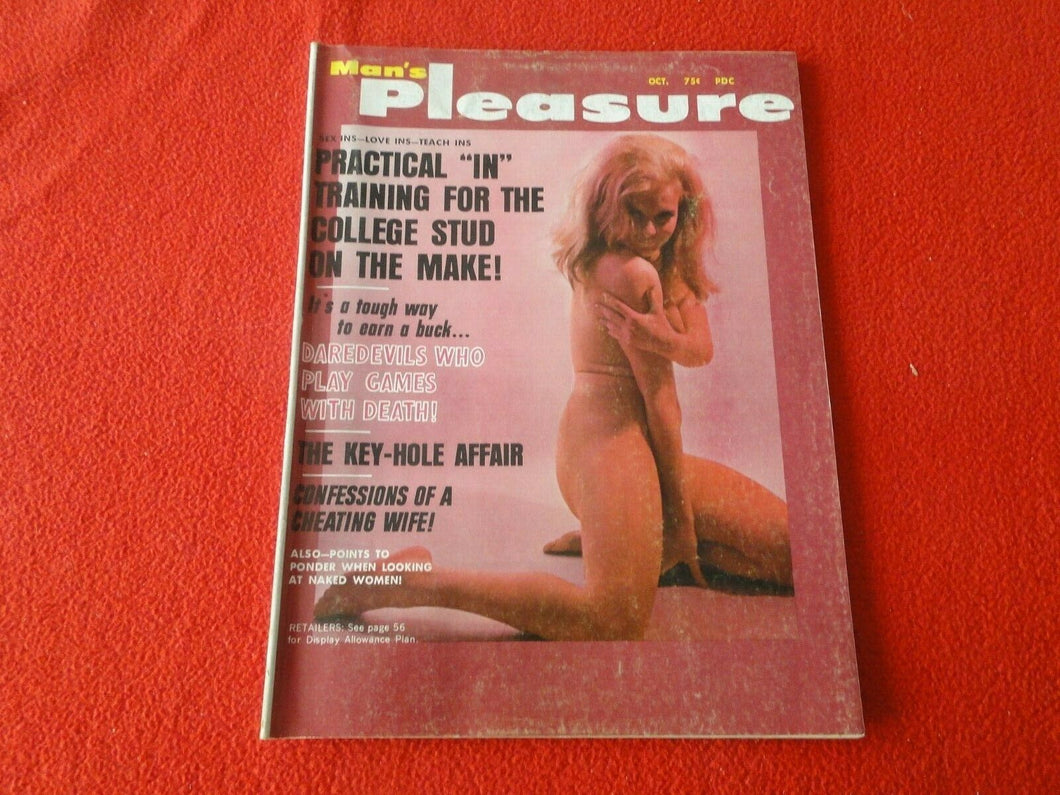 Man's
Pleasure
OCT. 75¢ PDC
SEX INS—LOVE INS—TEACH INS
PRACTICAL “IN”
TRAINING FOR THE
COLLEGE STUD
ON THE MAKE!
It's a tough way
to earn a buck...
DAREDEVILS WHO
PLAY GAMES
WITH DEATH!
THE KEY-HOLE AFFAIR
CONFESSIONS OF A
CHEATING WIFE!
ALSO—POINTS TO
PONDER WHEN LOOKING
AT NAKED WOMEN!
RETAILERS: See page 56
for Display Allowance Plan.